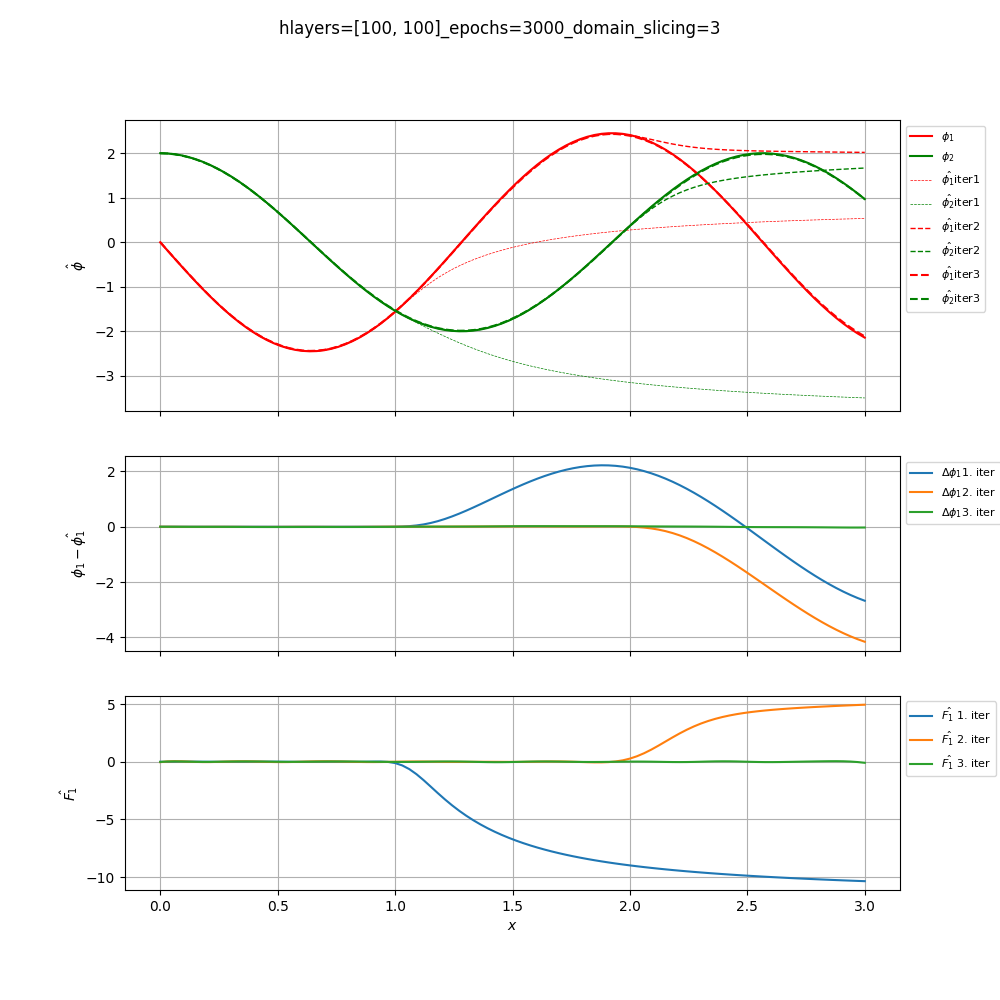 hlayers=[100, 100]_epochs=3000_domain_slicing=3
2
1
0
−1
−2
−3
ϕ̂
ϕ₁
ϕ₂
ϕ̂₁iter1
ϕ̂₂iter1
ϕ̂₁iter2
ϕ̂₂iter2
ϕ̂₁iter3
ϕ̂₂iter3
2
0
−2
−4
ϕ₁ − ϕ̂₁
Δϕ₁1. iter
Δϕ₁2. iter
Δϕ₁3. iter
5
0
−5
−10
F̂₁
F̂₁ 1. iter
F̂₁ 2. iter
F̂₁ 3. iter
0.0 0.5 1.0 1.5 2.0 2.5 3.0
x